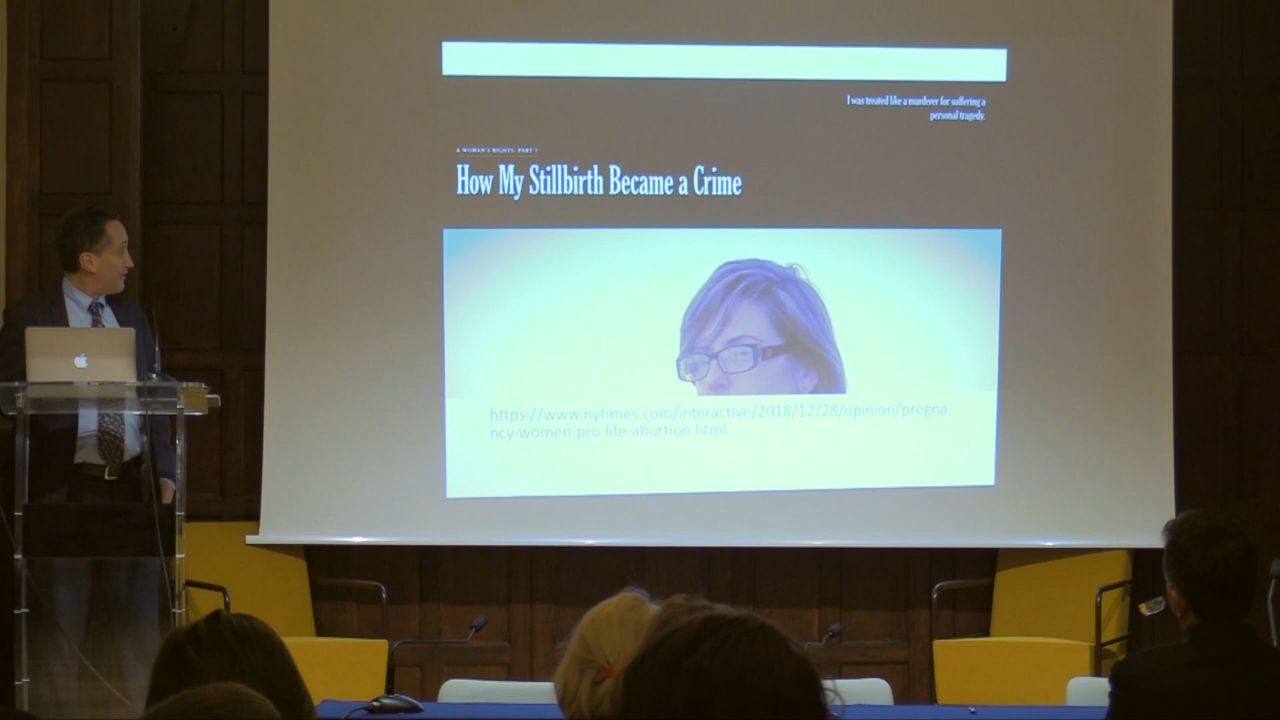 I was treated like a murderer for suffering a
personal tragedy.
A WOMAN'S RIGHTS: PART 7
How My Stillbirth Became a Crime
https://www.nytimes.com/interactive/2018/12/28/opinion/pregna
ncy-women-pro-life-abortion.html